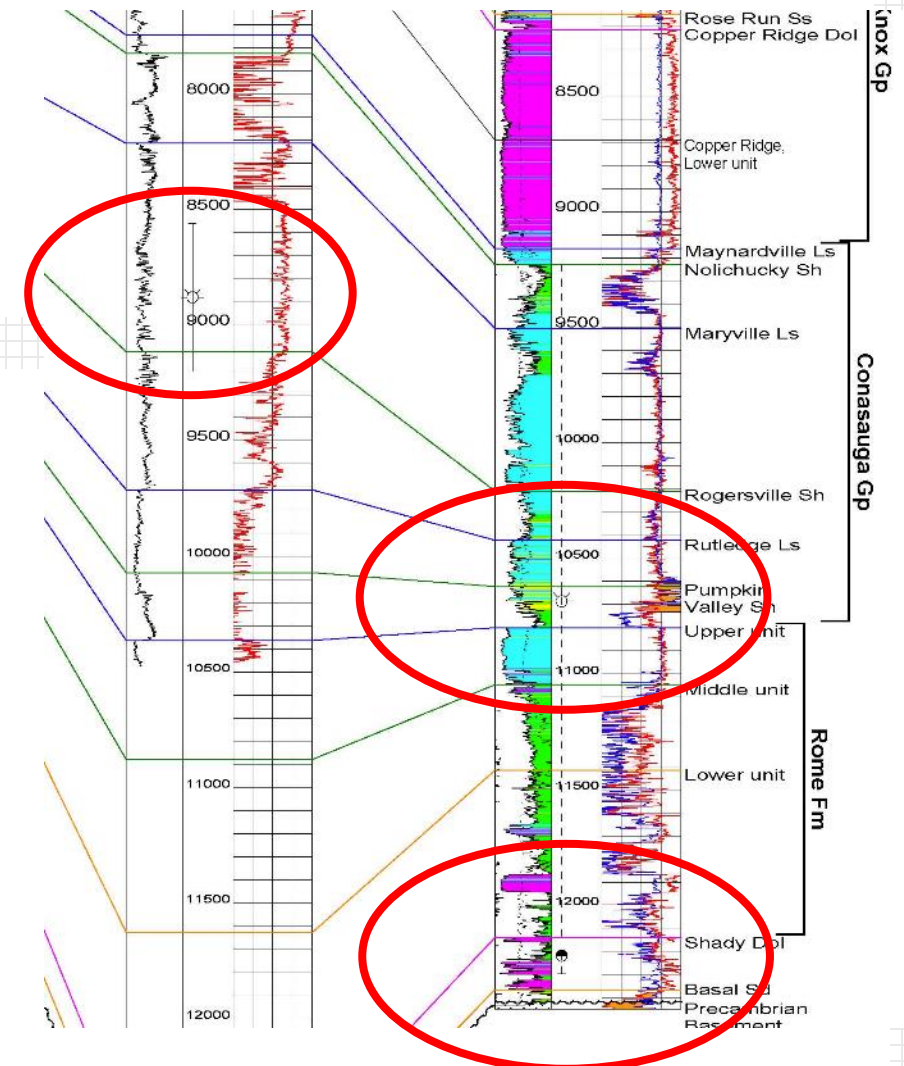 8000
8500
9000
9500
10000
10500
11000
11500
12000
8500
9000
9500
10000
10500
11000
11500
12000
Rose Run Ss
Copper Ridge Dol
Copper Ridge,
Lower unit
Maynardville Ls
Nolichucky Sh
Maryville Ls
Rogersville Sh
Rutledge Ls
Pumpkin
Valley Sh
Upper unit
Middle unit
Lower unit
Shady Dol
Basal Sd
Precambrian
Basement
Knox Gp
Conasauga Gp
Rome Fm